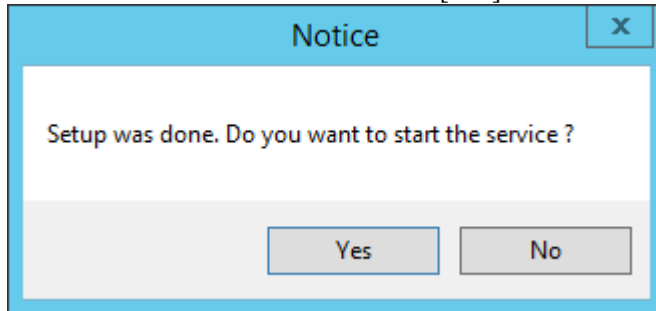 Notice
X
Setup was done. Do you want to start the service ?
Yes
No